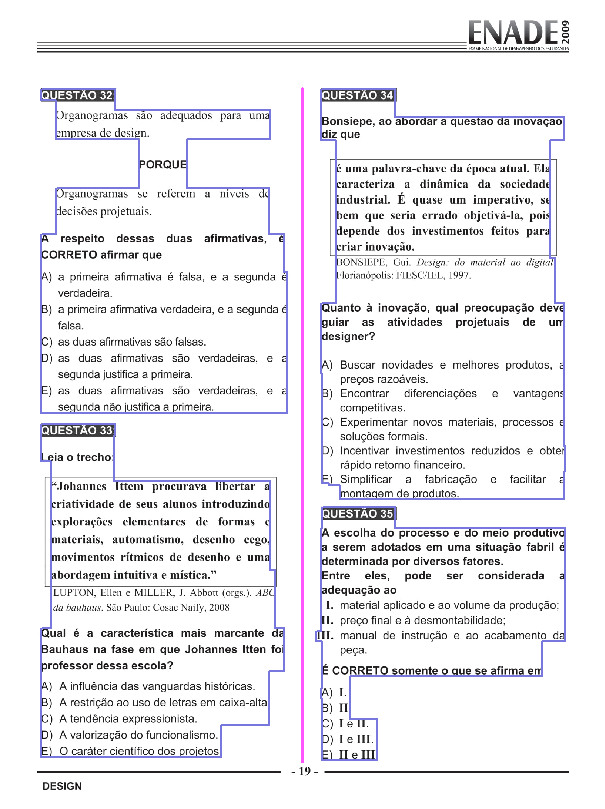 ENADE 2009
EXAME NACIONAL DE DESEMPENHO DOS ESTUDANTES
QUESTÃO 32
Organogramas são adequados para uma
empresa de design.
PORQUE
Organogramas se referem a níveis de
decisões projetuais.
A respeito dessas duas afirmativas, é
CORRETO afirmar que
A) a primeira afirmativa é falsa, e a segunda é
verdadeira.
B) a primeira afirmativa verdadeira, e a segunda é
falsa.
C) as duas afirmativas são falsas.
D) as duas afirmativas são verdadeiras, e a
segunda justifica a primeira.
E) as duas afirmativas são verdadeiras, e a
segunda não justifica a primeira.
QUESTÃO 33
Leia o trecho:
“Johannes Ittem procurava libertar a
criatividade de seus alunos introduzindo
explorações elementares de formas e
materiais, automatismo, desenho cego,
movimentos rítmicos de desenho e uma
abordagem intuitiva e mística.”
LUPTON, Ellen e MILLER, J. Abbott (orgs.). ABC
da bauhaus. São Paulo: Cosac Naify, 2008
Qual é a característica mais marcante da
Bauhaus na fase em que Johannes Itten foi
professor dessa escola?
A) A influência das vanguardas históricas.
B) A restrição ao uso de letras em caixa-alta
C) A tendência expressionista.
D) A valorização do funcionalismo.
E) O caráter científico dos projetos
QUESTÃO 34
Bonsiepe, ao abordar a questão da inovação,
diz que
é uma palavra-chave da época atual. Ela
caracteriza a dinâmica da sociedade
industrial. É quase um imperativo, se
bem que seria errado objetivá-la, pois
depende dos investimentos feitos para
criar inovação.
BONSIEPE, Gui. Design: do material ao digital.
Florianópolis: FIESC/IEL, 1997.
Quanto à inovação, qual preocupação deve
guiar as atividades projetuais de um
designer?
A) Buscar novidades e melhores produtos, a
preços razoáveis.
B) Encontrar diferenciações e vantagens
competitivas.
C) Experimentar novos materiais, processos e
soluções formais.
D) Incentivar investimentos reduzidos e obter
rápido retorno financeiro.
E) Simplificar a fabricação e facilitar a
montagem de produtos.
QUESTÃO 35
A escolha do processo e do meio produtivo
a serem adotados em uma situação fabril é
determinada por diversos fatores.
Entre eles, pode ser considerada a
adequação ao
I. material aplicado e ao volume da produção;
II. preço final e à desmontabilidade;
III. manual de instrução e ao acabamento da
peça.
É CORRETO somente o que se afirma em
A) I.
B) II
C) I e II.
D) I e III.
E) II e III
- 19 -
DESIGN